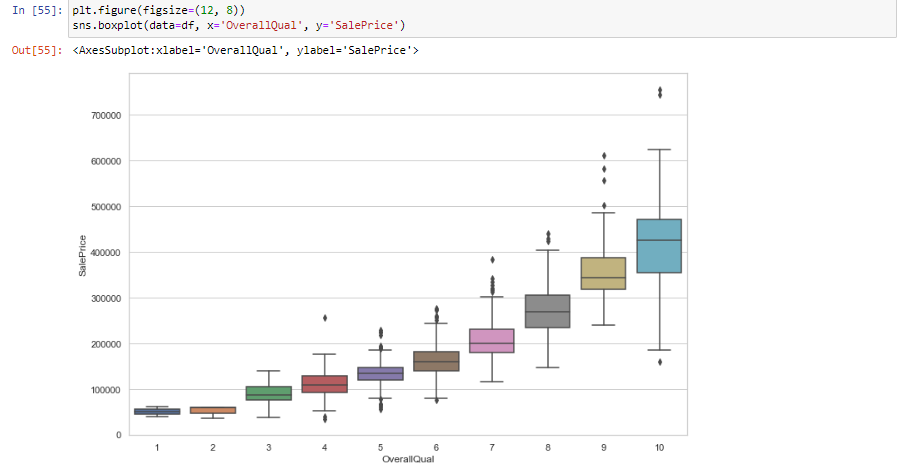 In [55]: plt.figure(figsize=(12, 8))
sns.boxplot(data=df, x='OverallQual', y='SalePrice')
Out[55]: <AxesSubplot:xlabel='OverallQual', ylabel='SalePrice'>
700000
600000
500000
400000
300000
200000
100000
0
SalePrice
1 2 3 4 5 6 7 8 9 10
OverallQual